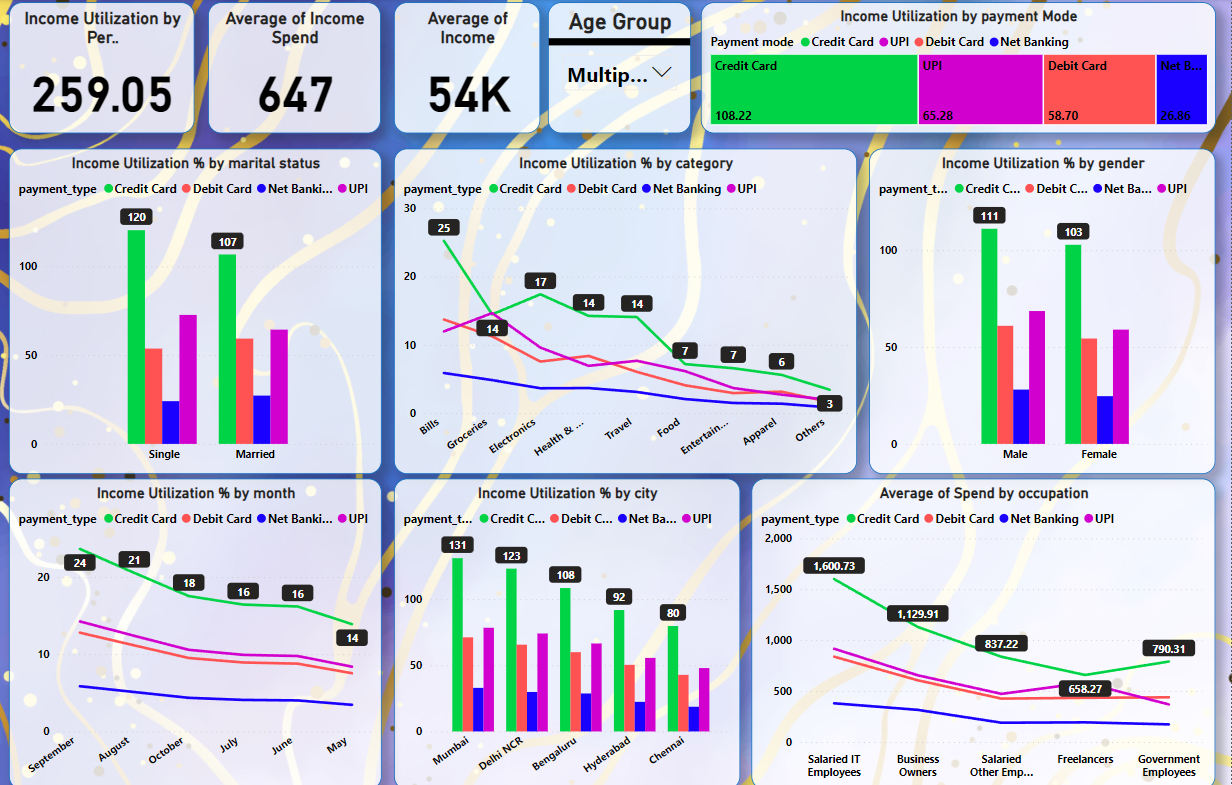 Income Utilization by
Per..
259.05
Average of Income
Spend
647
Average of
Income
54K
Age Group
Multip...
Income Utilization by payment Mode
Payment mode Credit Card UPI Debit Card Net Banking
Credit Card UPI Debit Card Net B...
108.22 65.28 58.70 26.86
Income Utilization % by marital status
payment_type Credit Card Debit Card Net Banki... UPI
120
107
100
50
0
Single Married
Income Utilization % by category
payment_type Credit Card Debit Card Net Banking UPI
30
25
20
17
14
14
14
10
7
7
6
3
0
Bills Groceries Electronics Health & ... Travel Food Entertain... Apparel Others
Income Utilization % by gender
payment_t... Credit C... Debit C... Net Ba... UPI
111
103
100
50
0
Male Female
Income Utilization % by month
payment_type Credit Card Debit Card Net Banki... UPI
24
21
20
18
16
16
14
10
0
September August October July June May
Income Utilization % by city
payment_t... Credit C... Debit C... Net Ba... UPI
131
123
108
100
92
80
50
0
Mumbai Delhi NCR Bengaluru Hyderabad Chennai
Average of Spend by occupation
payment_type Credit Card Debit Card Net Banking UPI
2,000
1,600.73
1,500
1,129.91
1,000
837.22
790.31
658.27
500
0
Salaried IT Business Salaried Freelancers Government
Employees Owners Other Emp... Employees